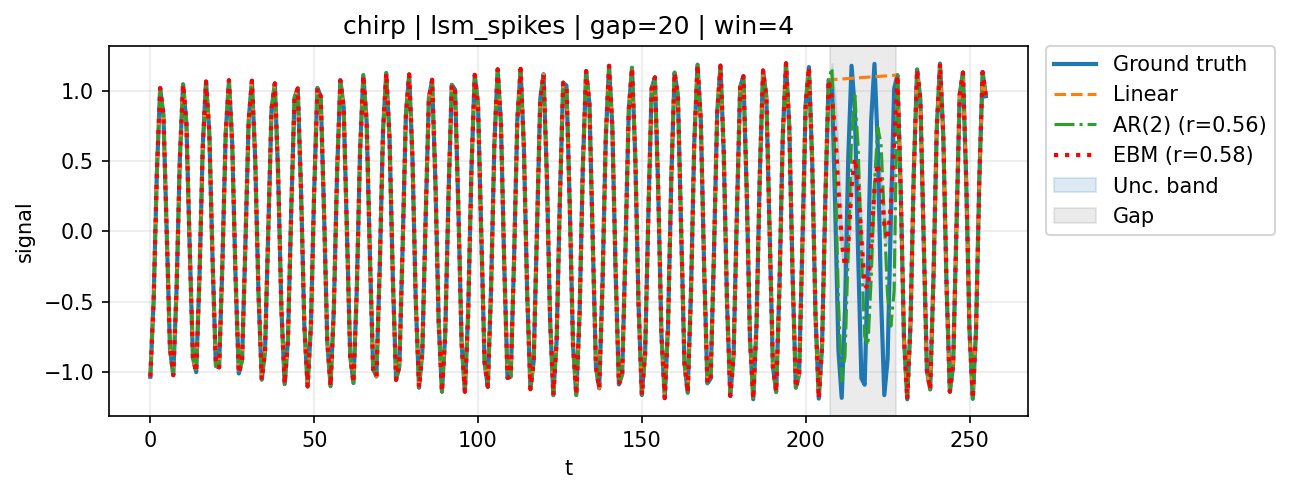 chirp | lsm_spikes | gap=20 | win=4
signal
1.0
0.5
0.0
−0.5
−1.0
0
50
100
150
200
250
t
Ground truth
Linear
AR(2) (r=0.56)
EBM (r=0.58)
Unc. band
Gap